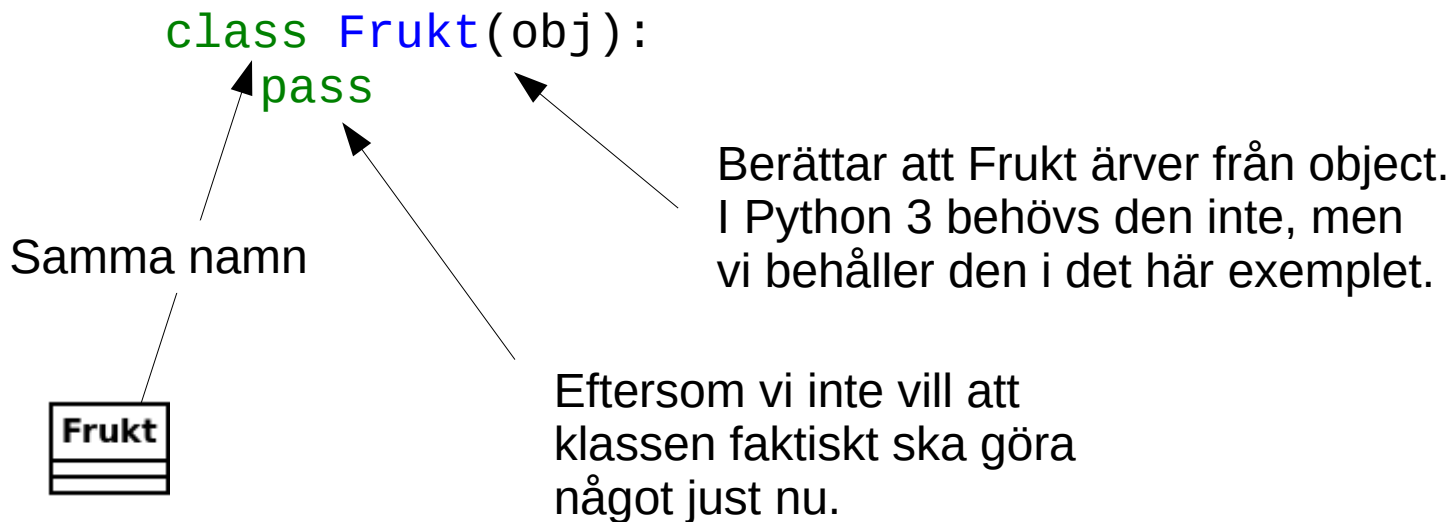 class Frukt(obj):
pass
Berättar att Frukt ärver från object.
I Python 3 behövs den inte, men
vi behåller den i det här exemplet.
Samma namn
Frukt
Eftersom vi inte vill att
klassen faktiskt ska göra
något just nu.